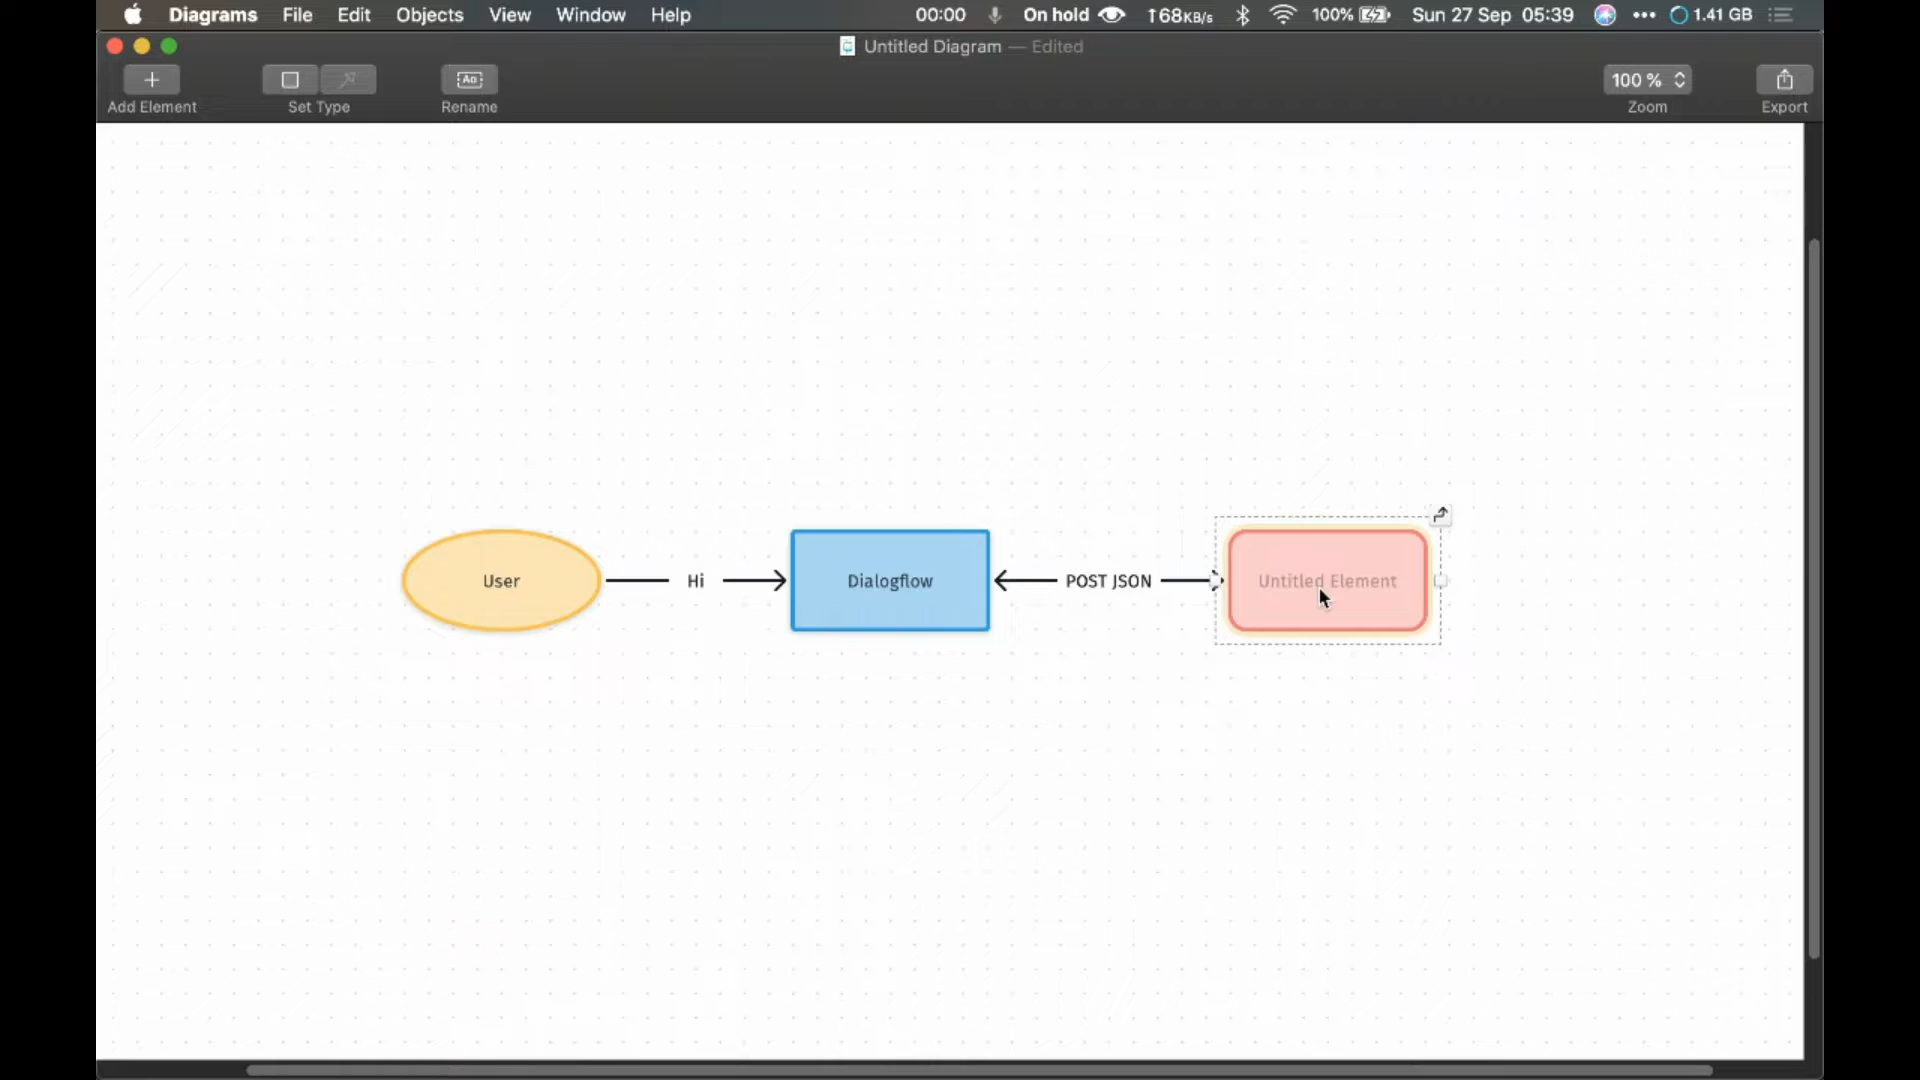 Diagrams File Edit Objects View Window Help 00:00 On hold ↑68KB/s 100% Sun 27 Sep 05:39 ••• 1.41 GB
Untitled Diagram — Edited
100 %
Add Element Set Type Rename Zoom Export
User Hi Dialogflow POST JSON Untitled Element